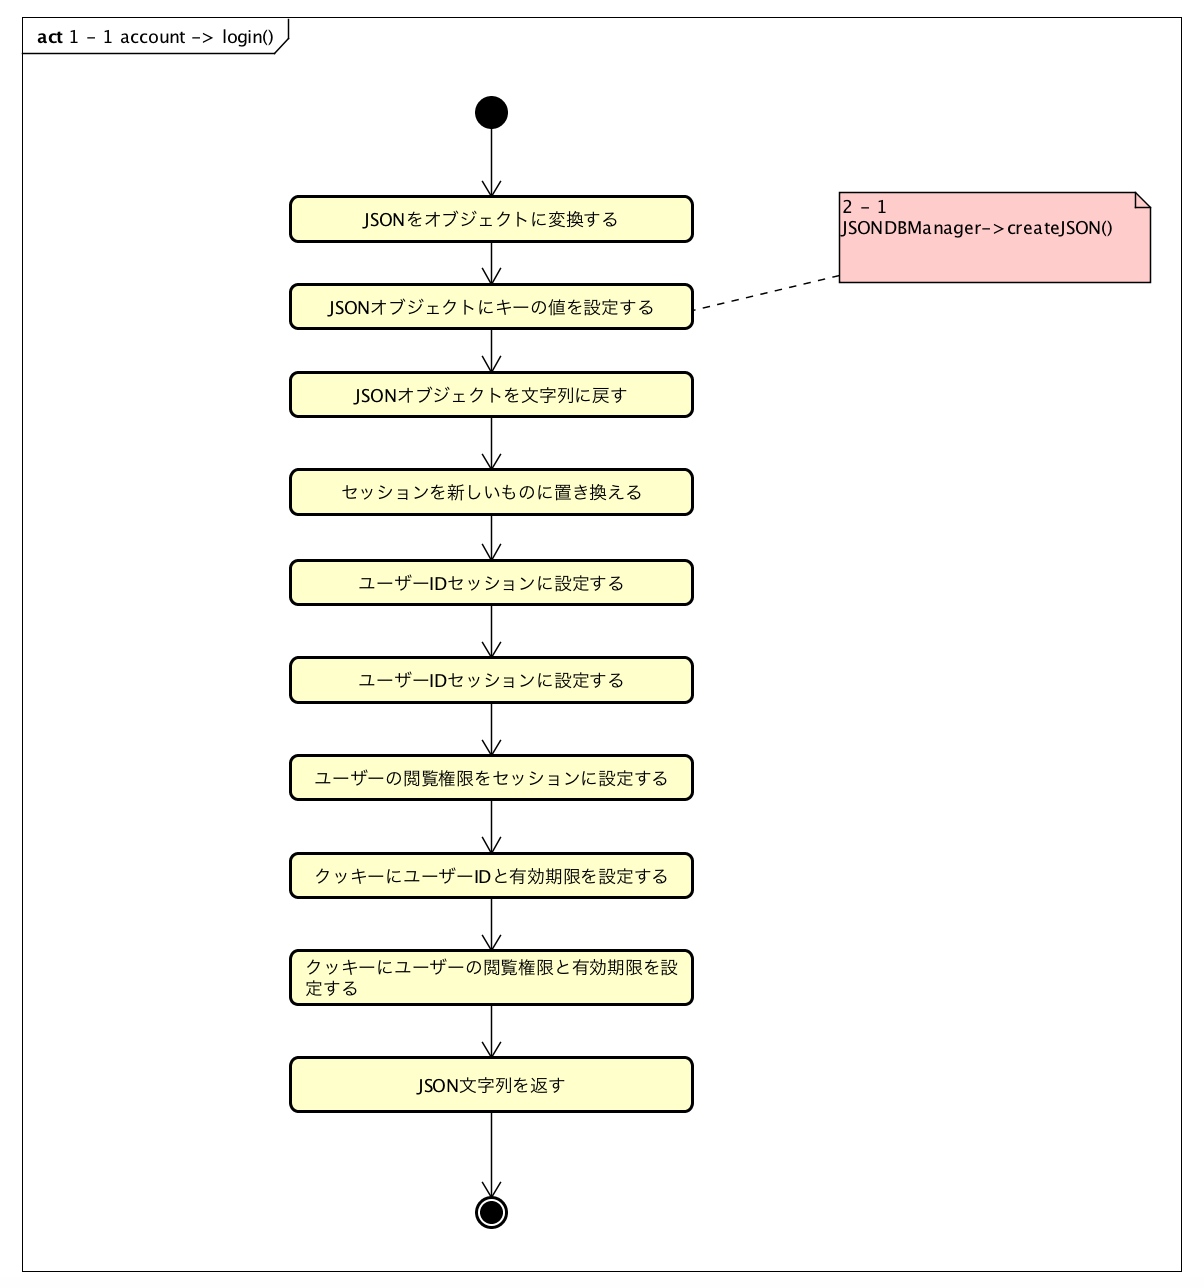 act 1 - 1 account -> login()
2 - 1
JSONDBManager->createJSON()
JSONをオブジェクトに変換する
JSONオブジェクトにキーの値を設定する
JSONオブジェクトを文字列に戻す
セッションを新しいものに置き換える
ユーザーIDセッションに設定する
ユーザーIDセッションに設定する
ユーザーの閲覧権限をセッションに設定する
クッキーにユーザーIDと有効期限を設定する
クッキーにユーザーの閲覧権限と有効期限を設
定する
JSON文字列を返す